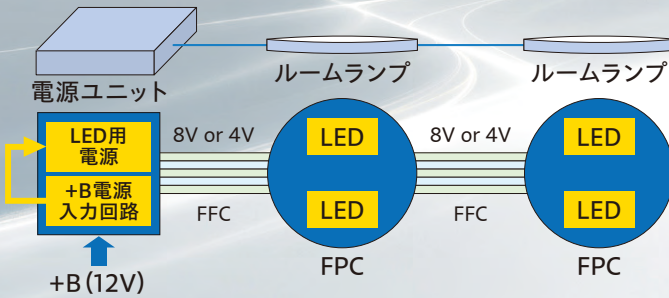 電源ユニット
ルームランプ
ルームランプ
LED用
電源
+B電源
入力回路
+B(12V)
8V or 4V
FFC
LED
LED
FPC
8V or 4V
FFC
LED
LED
FPC